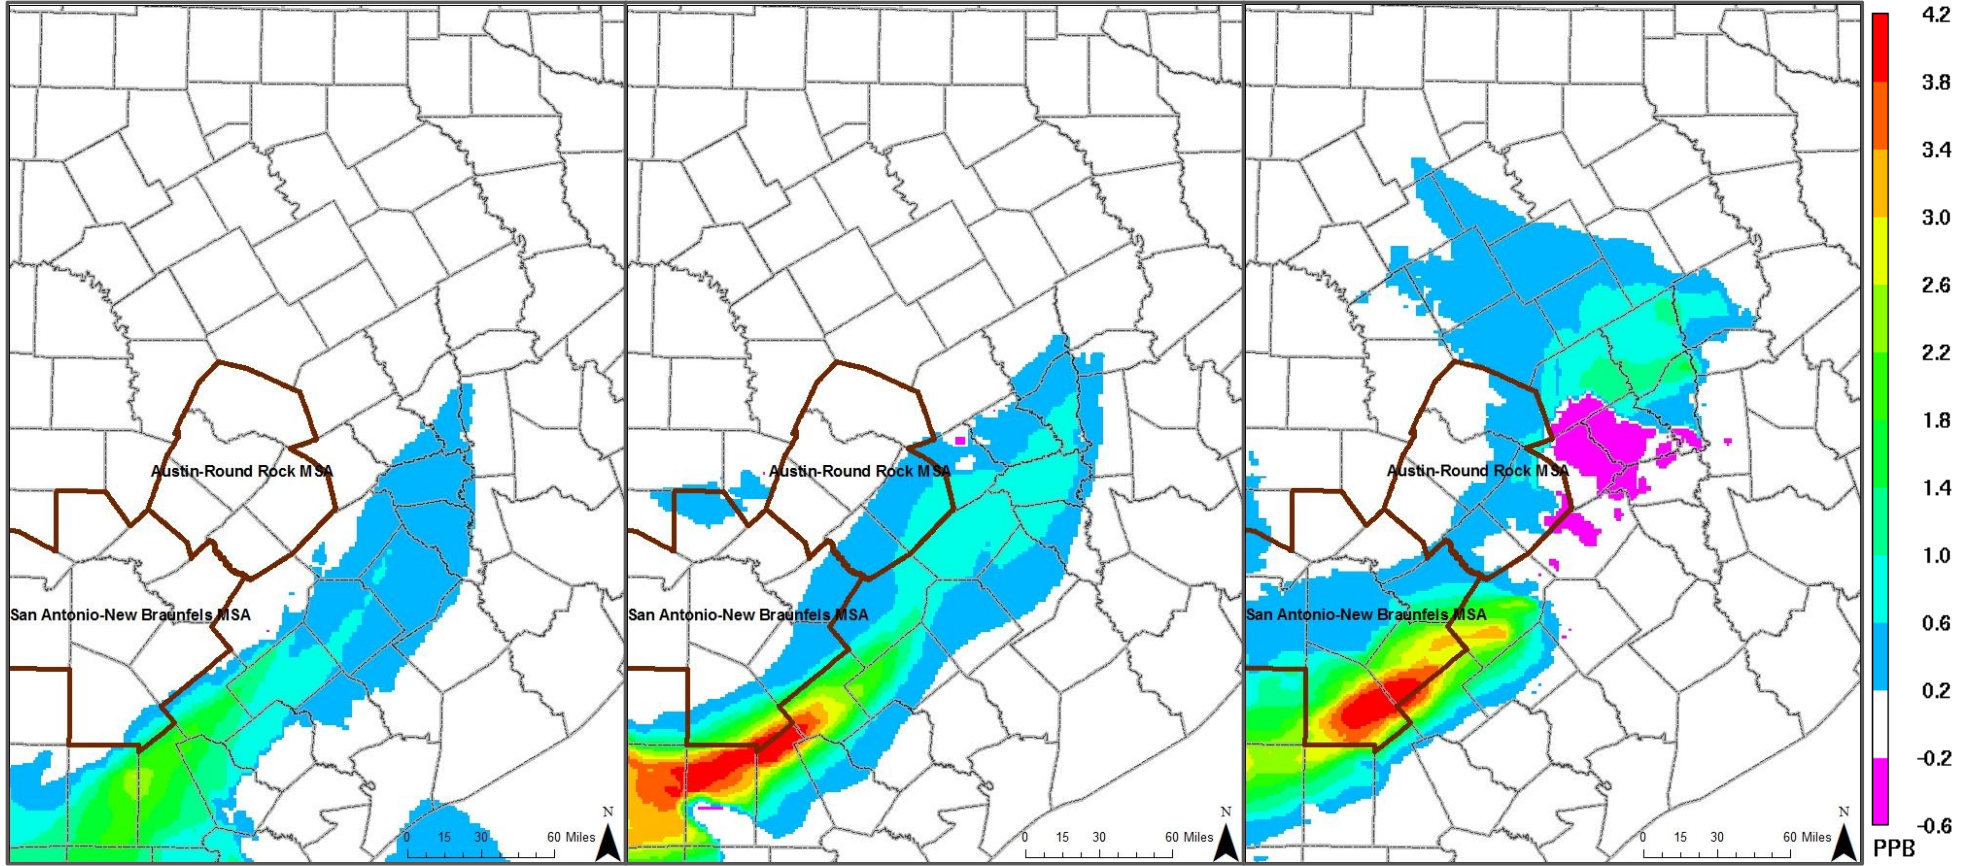 Austin-Round Rock MSA
San Antonio-New Braunfels MSA
N
0 15 30 60 Miles
Austin-Round Rock MSA
San Antonio-New Braunfels MSA
N
0 15 30 60 Miles
Austin-Round Rock MSA
San Antonio-New Braunfels MSA
N
0 15 30 60 Miles
4.2
3.8
3.4
3.0
2.6
2.2
1.8
1.4
1.0
0.6
0.2
-0.2
-0.6
PPB